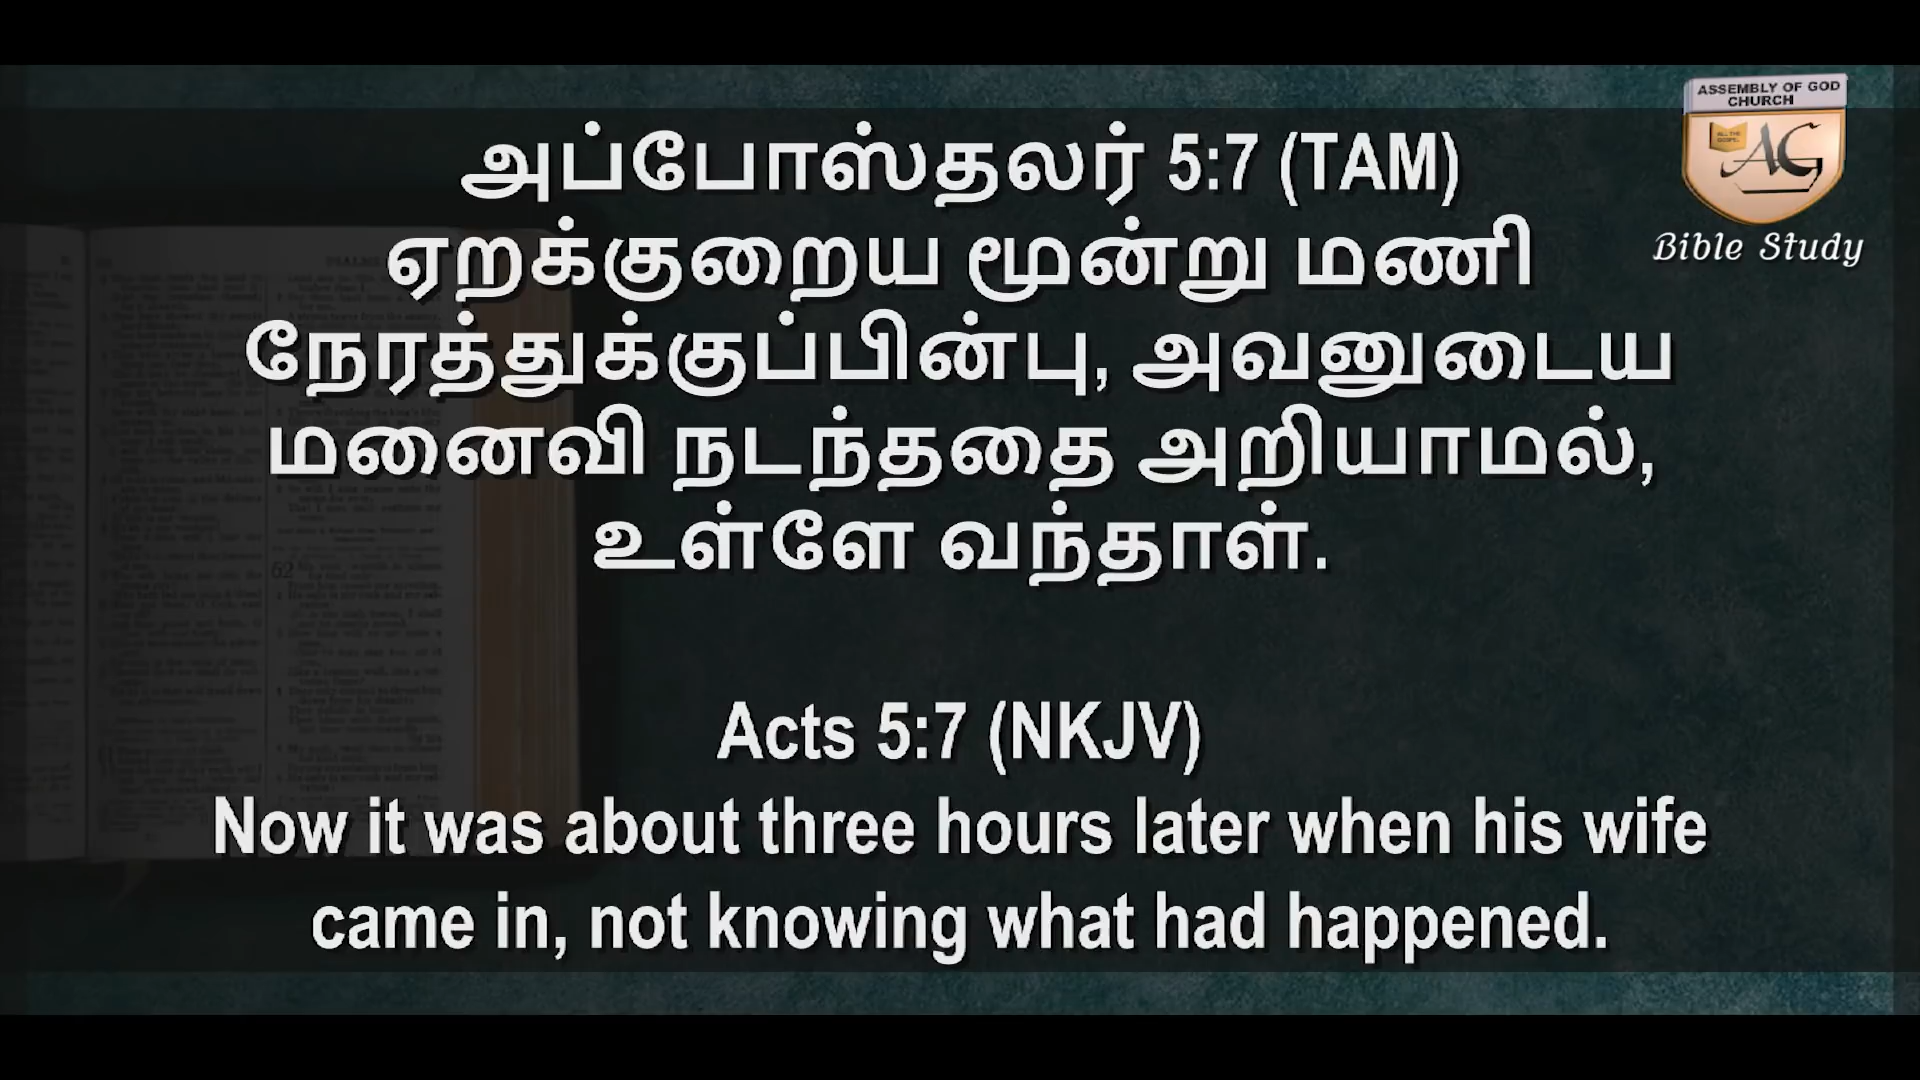 அப்போஸ்தலர் 5:7 (TAM)
ஏறக்குறைய மூன்று மணி
நேரத்துக்குப்பின்பு, அவனுடைய
மனைவி நடந்ததை அறியாமல்,
உள்ளே வந்தாள்.
Acts 5:7 (NKJV)
Now it was about three hours later when his wife
came in, not knowing what had happened.
ASSEMBLY OF GOD
CHURCH
AG
Bible Study